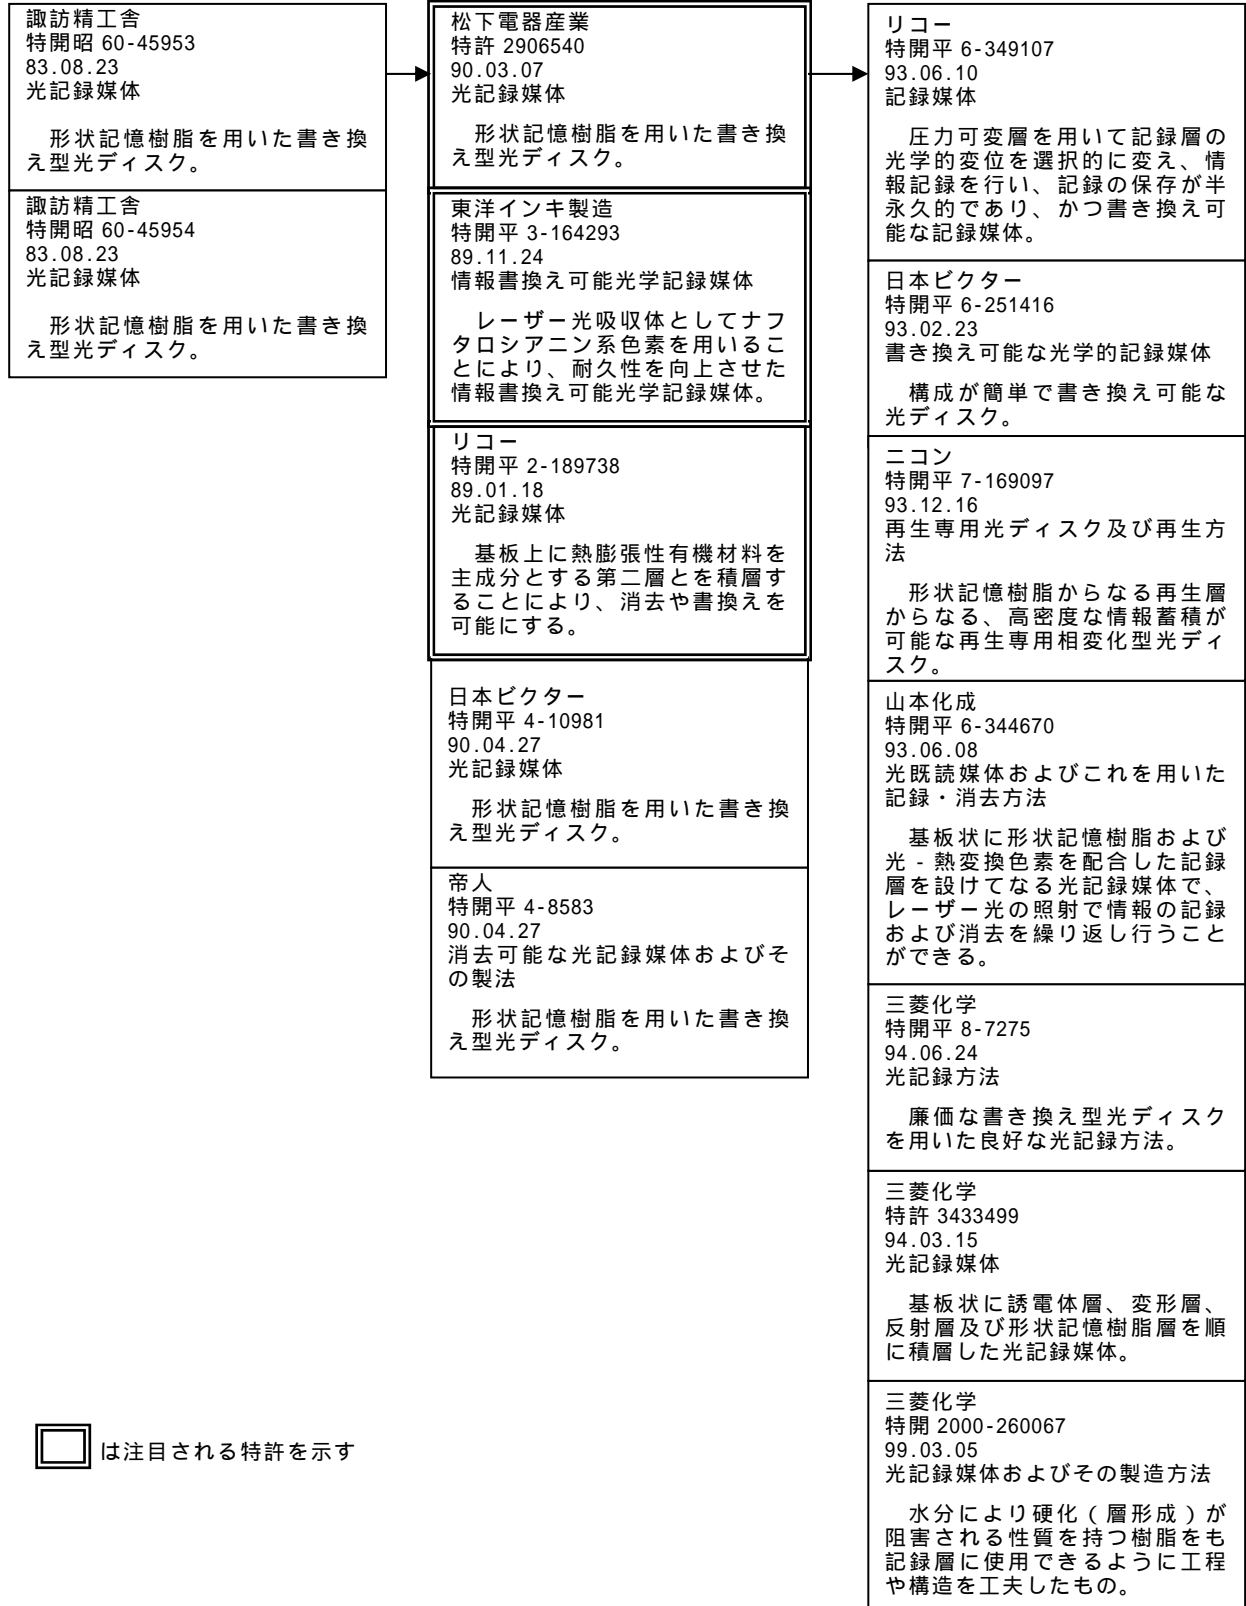 諏訪精工舎
特開昭 60-45953
83.08.23
光記録媒体
形状記憶樹脂を用いた書き換
え型光ディスク。
諏訪精工舎
特開昭 60-45954
83.08.23
光記録媒体
形状記憶樹脂を用いた書き換
え型光ディスク。
松下電器産業
特許 2906540
90.03.07
光記録媒体
形状記憶樹脂を用いた書き換
え型光ディスク。
東洋インキ製造
特開平 3-164293
89.11.24
情報書換え可能光学記録媒体
レーザー光吸収体としてナフ
タロシアニン系色素を用いるこ
とにより、耐久性を向上させた
情報書換え可能光学記録媒体。
リコー
特開平 2-189738
89.01.18
光記録媒体
基板上に熱膨張性有機材料を
主成分とする第二層とを積層す
ることにより、消去や書換えを
可能にする。
日本ビクター
特開平 4-10981
90.04.27
光記録媒体
形状記憶樹脂を用いた書き換
え型光ディスク。
帝人
特開平 4-8583
90.04.27
消去可能な光記録媒体およびそ
の製法
形状記憶樹脂を用いた書き換
え型光ディスク。
リコー
特開平 6-349107
93.06.10
記録媒体
圧力可変層を用いて記録層の
光学的変位を選択的に変え、情
報記録を行い、記録の保存が半
永久的であり、かつ書き換え可
能な記録媒体。
日本ビクター
特開平 6-251416
93.02.23
書き換え可能な光学的記録媒体
構成が簡単で書き換え可能な
光ディスク。
ニコン
特開平 7-169097
93.12.16
再生専用光ディスク及び再生方
法
形状記憶樹脂からなる再生層
からなる、高密度な情報蓄積が
可能な再生専用相変化型光ディ
スク。
山本化成
特開平 6-344670
93.06.08
光既読媒体およびこれを用いた
記録・消去方法
基板状に形状記憶樹脂および
光‐熱変換色素を配合した記録
層を設けてなる光記録媒体で、
レーザー光の照射で情報の記録
および消去を繰り返し行うこと
ができる。
三菱化学
特開平 8-7275
94.06.24
光記録方法
廉価な書き換え型光ディスク
を用いた良好な光記録方法。
三菱化学
特許 3433499
94.03.15
光記録媒体
基板状に誘電体層、変形層、
反射層及び形状記憶樹脂層を順
に積層した光記録媒体。
三菱化学
特開 2000-260067
99.03.05
光記録媒体およびその製造方法
水分により硬化（層形成）が
阻害される性質を持つ樹脂をも
記録層に使用できるように工程
や構造を工夫したもの。
は注目される特許を示す